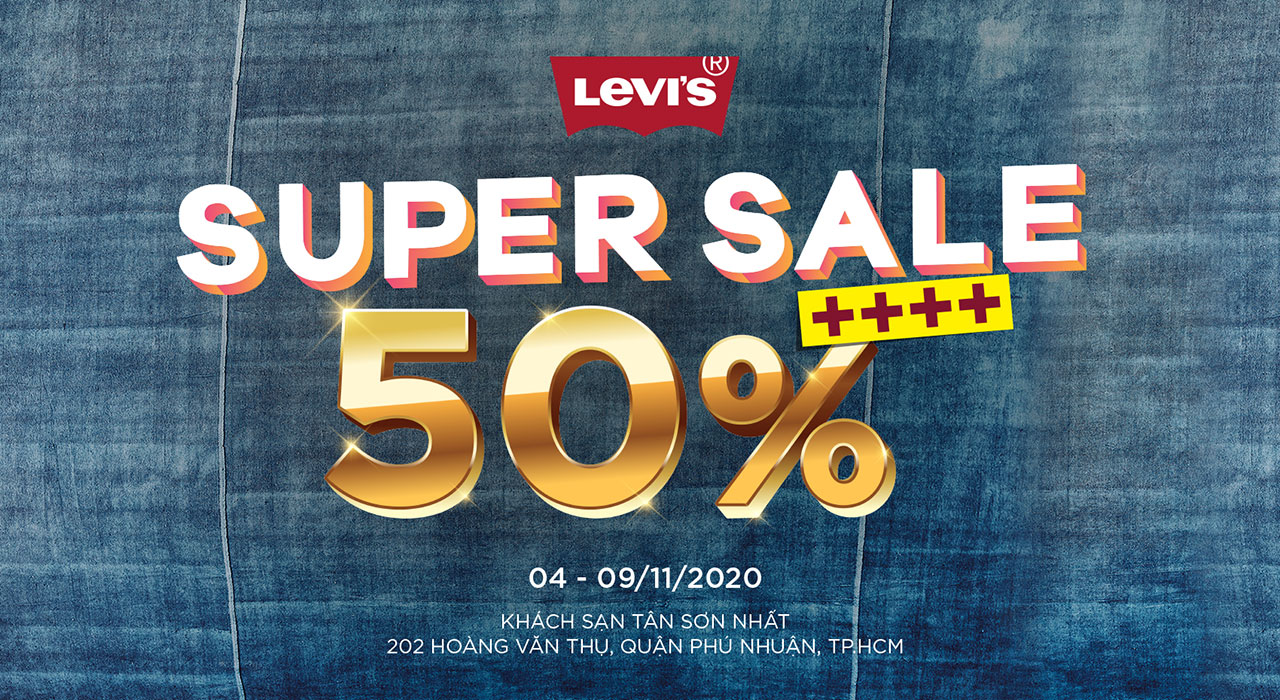 LEVI'S®
SUPER SALE
++++
50%
04 - 09/11/2020
KHÁCH SẠN TÂN SƠN NHẤT
202 HOÀNG VĂN THỤ, QUẬN PHÚ NHUẬN, TP.HCM